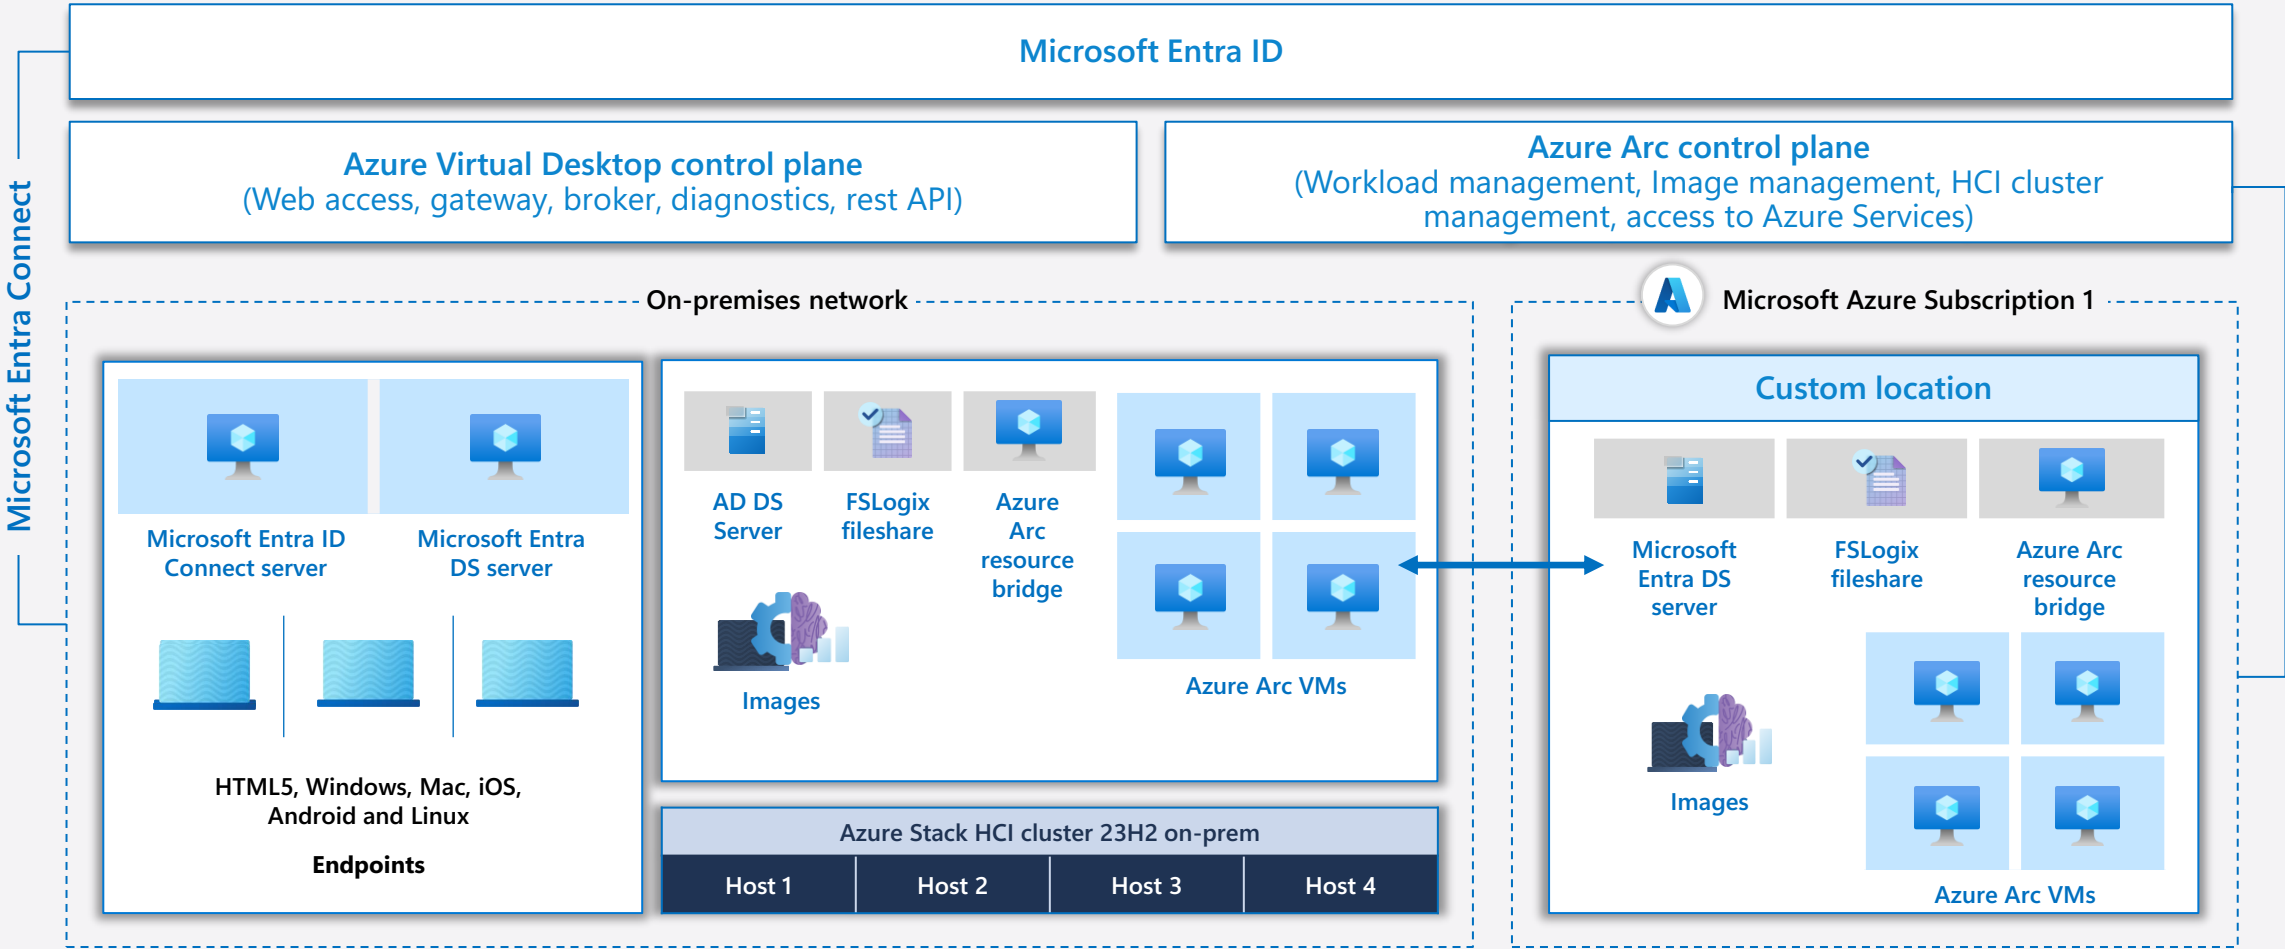 Microsoft Entra ID
Microsoft Entra Connect
Azure Virtual Desktop control plane
(Web access, gateway, broker, diagnostics, rest API)
Azure Arc control plane
(Workload management, Image management, HCI cluster
management, access to Azure Services)
On-premises network
Microsoft Entra ID
Connect server
Microsoft Entra
DS server
HTML5, Windows, Mac, iOS,
Android and Linux
Endpoints
AD DS
Server
FSLogix
fileshare
Azure
Arc
resource
bridge
Images
Azure Arc VMs
Azure Stack HCI cluster 23H2 on-prem
Host 1
Host 2
Host 3
Host 4
Microsoft Azure Subscription 1
Custom location
Microsoft
Entra DS
server
FSLogix
fileshare
Azure Arc
resource
bridge
Images
Azure Arc VMs